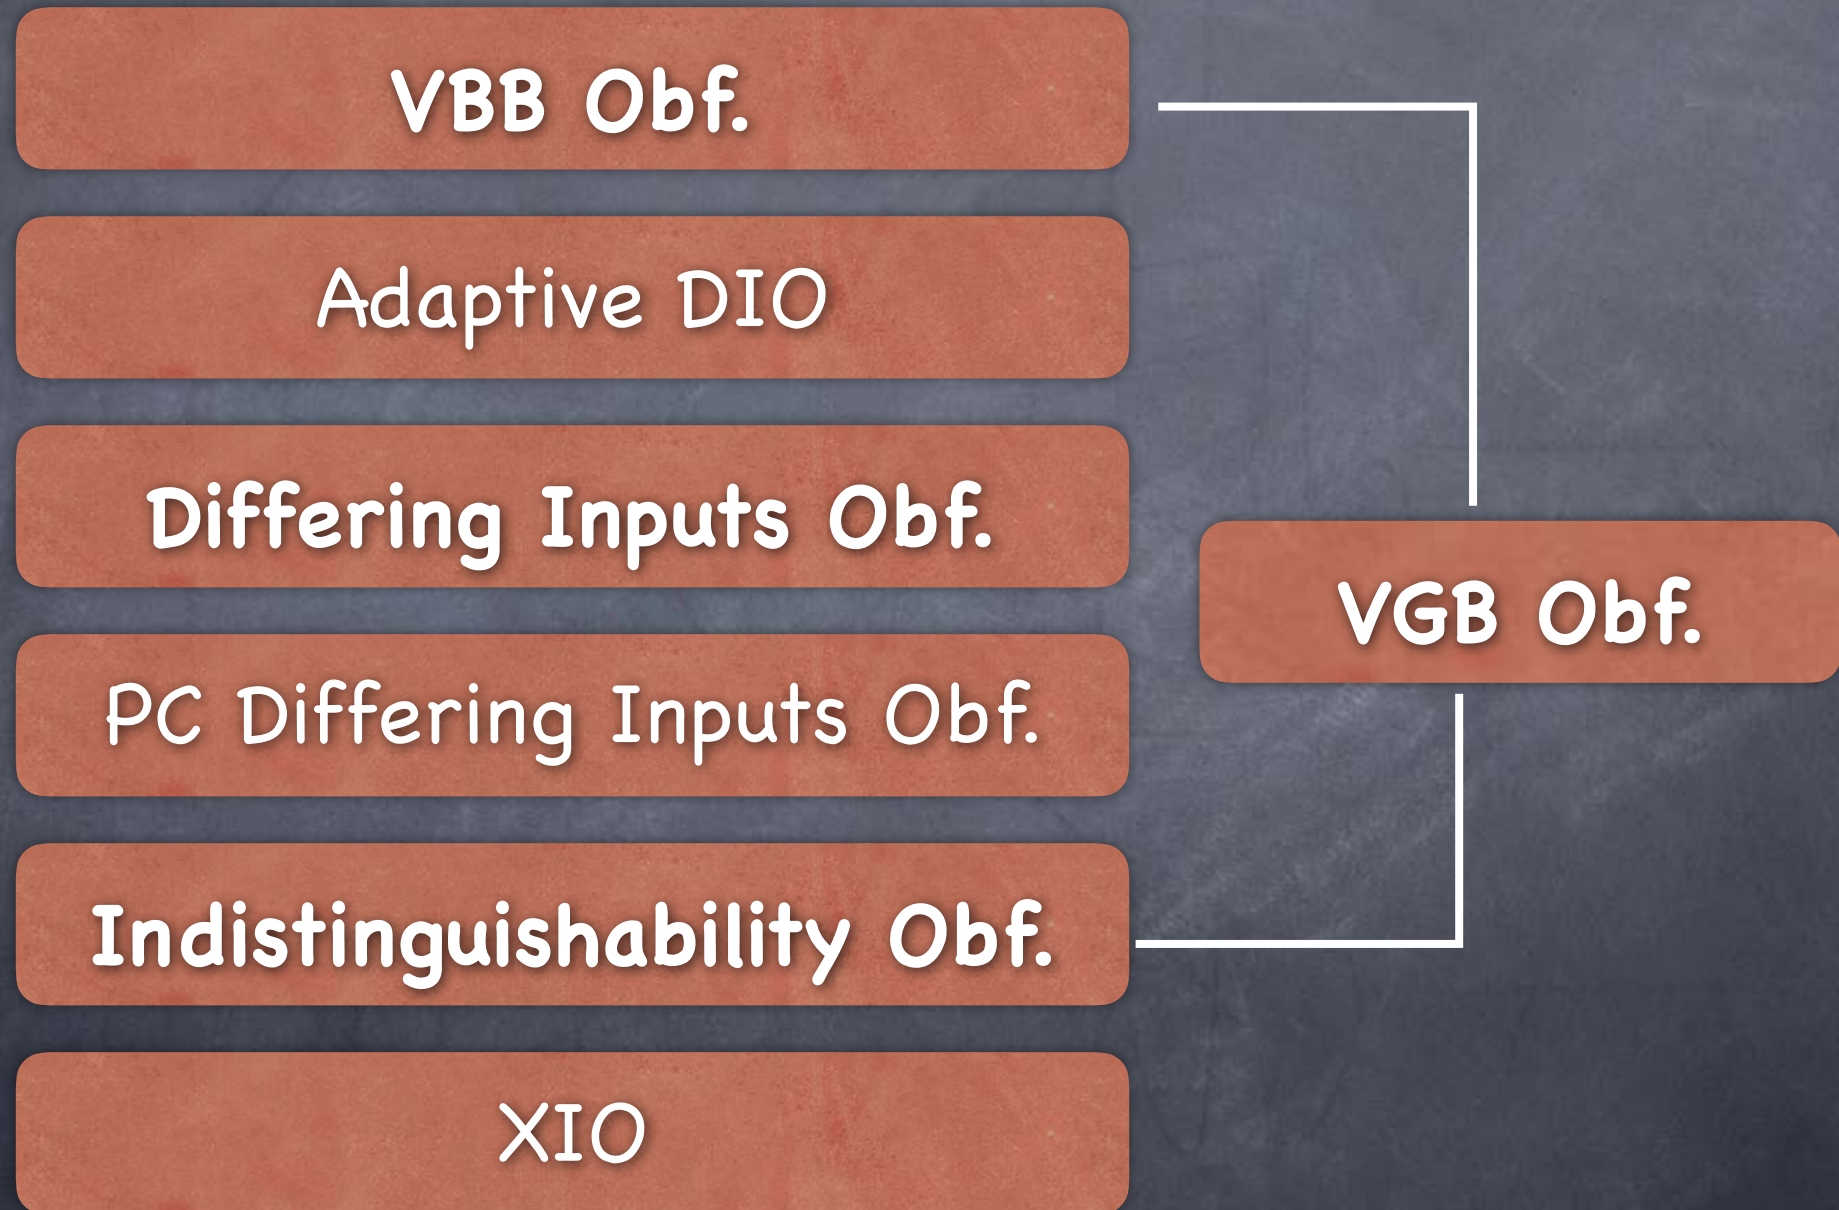 VBB Obf.
Adaptive DIO
Differing Inputs Obf.
VGB Obf.
PC Differing Inputs Obf.
Indistinguishability Obf.
XIO